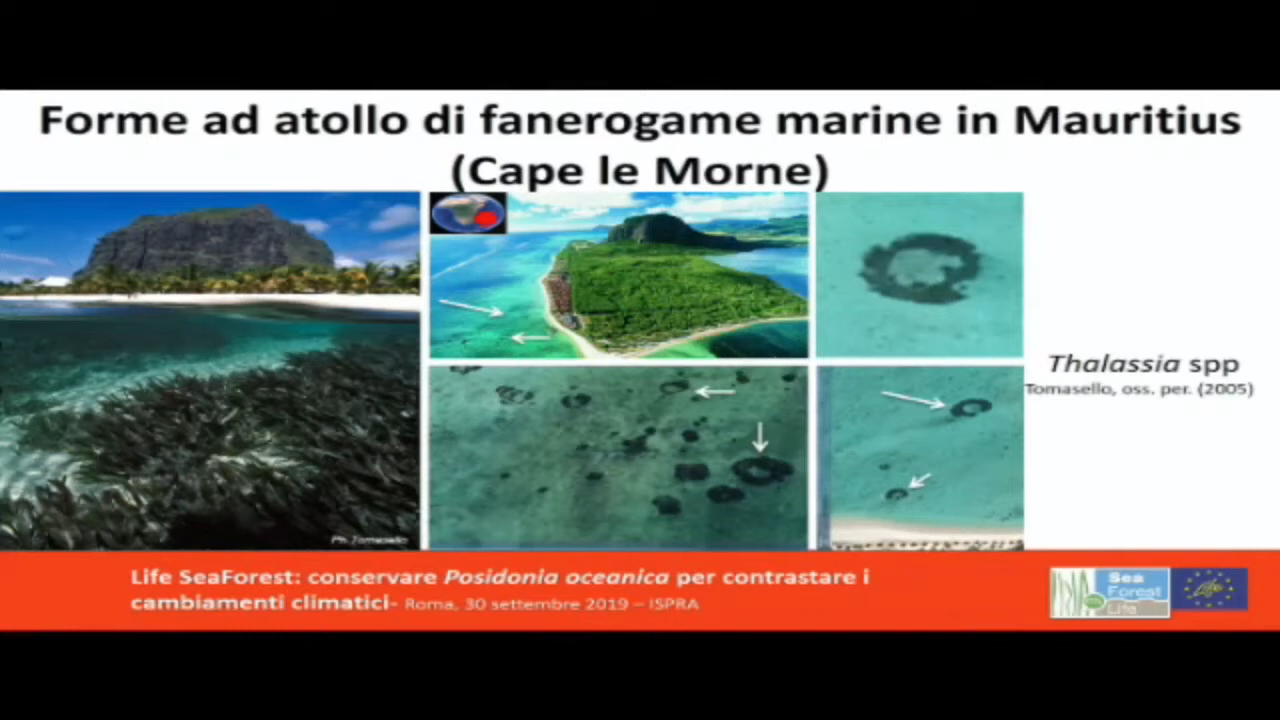 Forme ad atollo di fanerogame marine in Mauritius
(Cape le Morne)
Thalassia spp
Tomasello, oss. per. (2005)
Ph. Tomasello
Life SeaForest: conservare Posidonia oceanica per contrastare i
cambiamenti climatici- Roma, 30 settembre 2019 – ISPRA
Sea
Forest
Life
Life